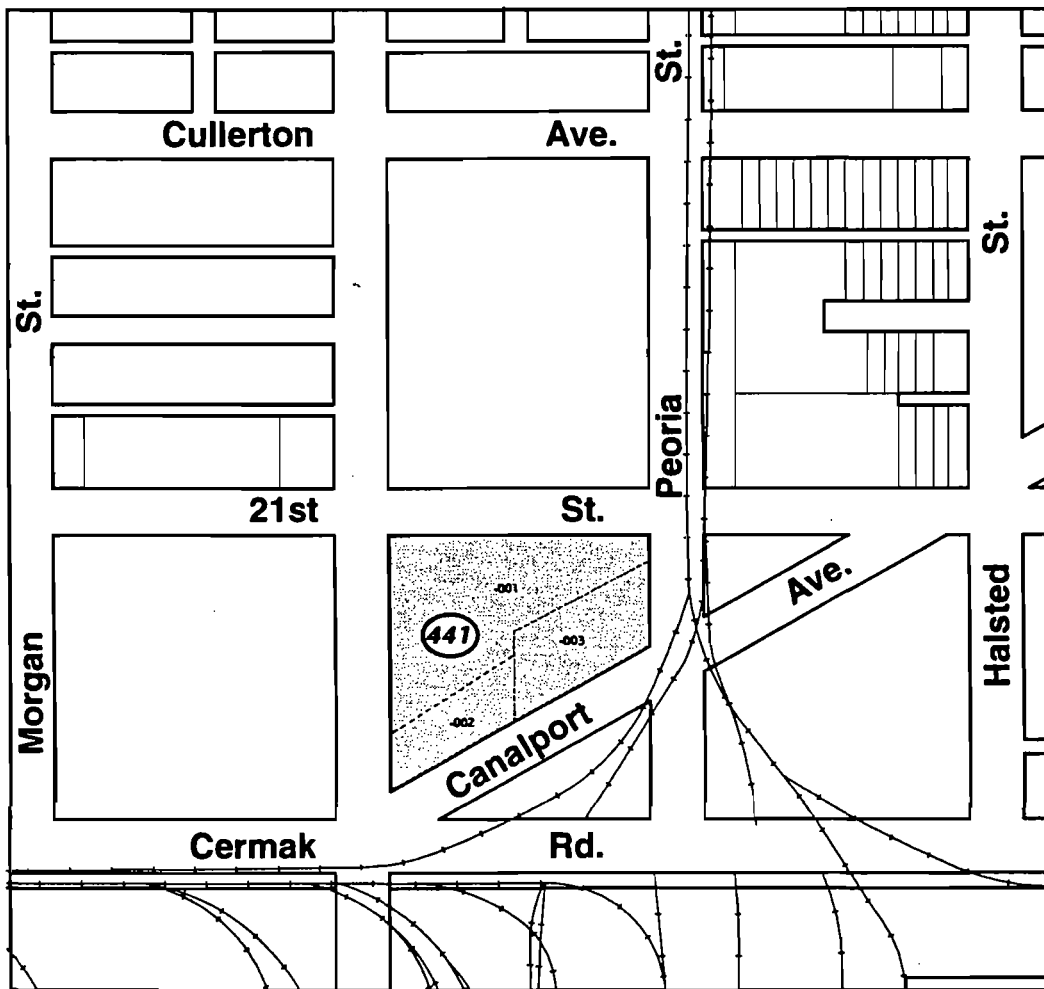 St.
Cullerton Ave.
St.
St.
Peoria
21st St.
-001
441
-003
-002
Ave.
Canalport
Morgan
Halsted
Cermak Rd.